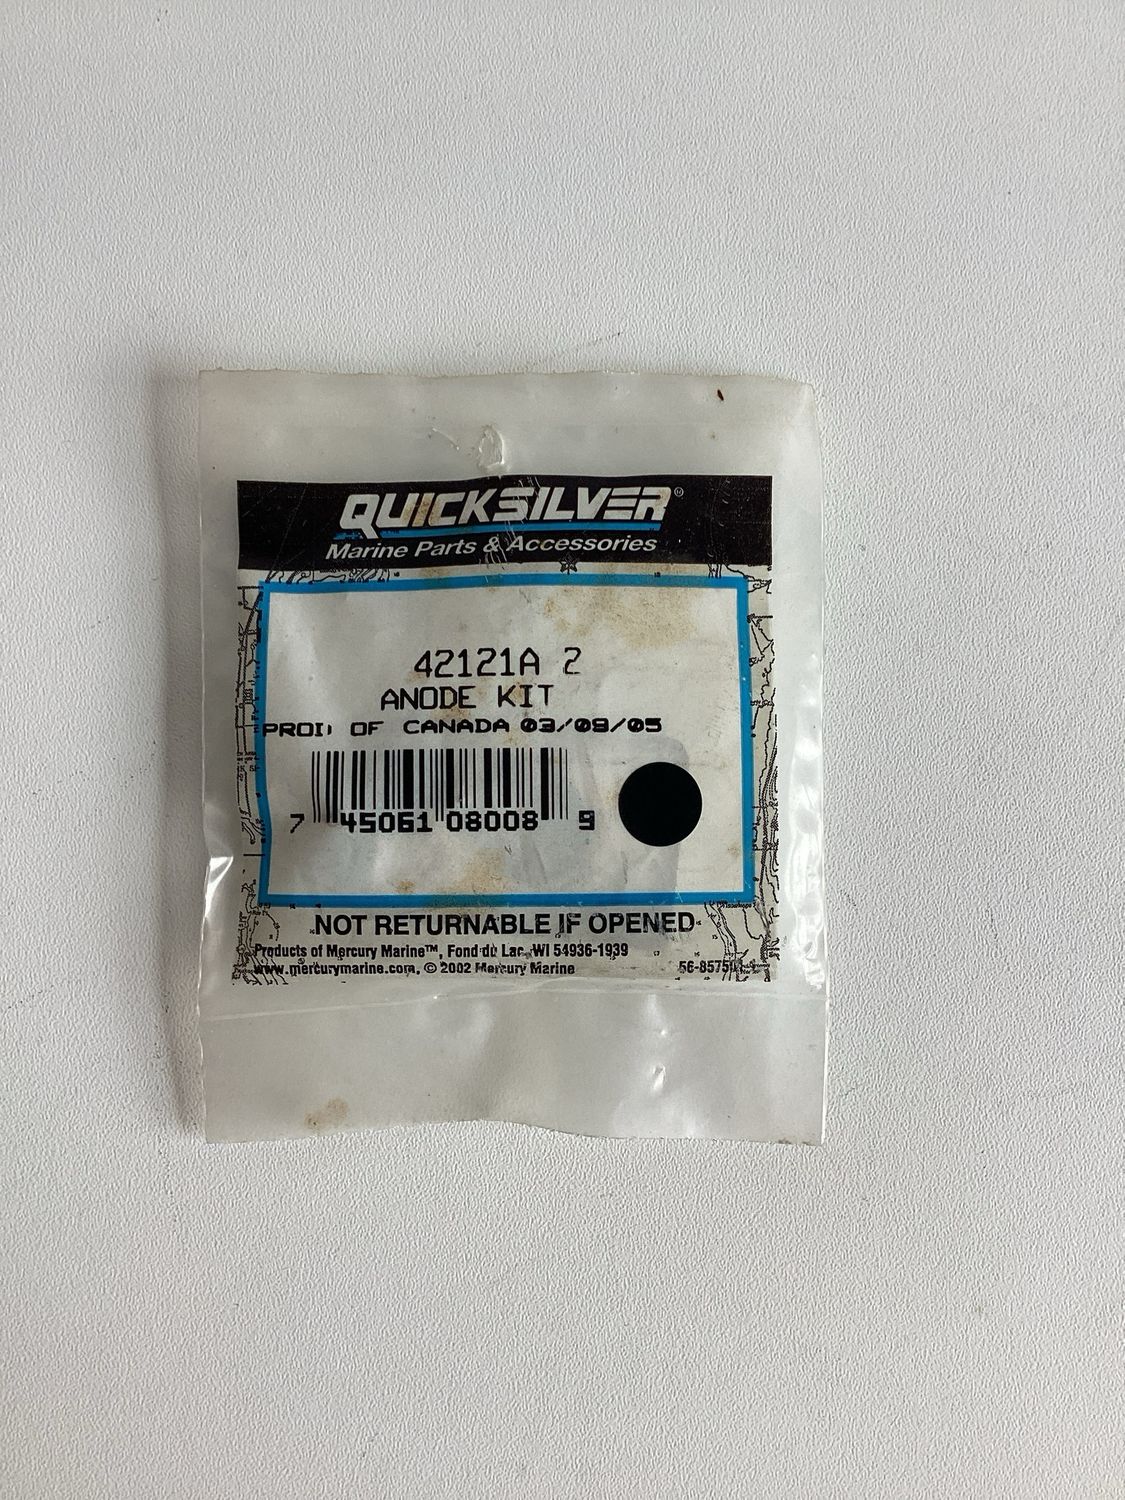 QUICKSILVER®
Marine Parts & Accessories
42121A 2
ANODE KIT
PROD OF CANADA 03/09/05
7 45061 08008 9
NOT RETURNABLE IF OPENED
Products of Mercury Marine™, Fond du Lac, WI 54936-1939
www.mercurymarine.com, © 2002 Mercury Marine